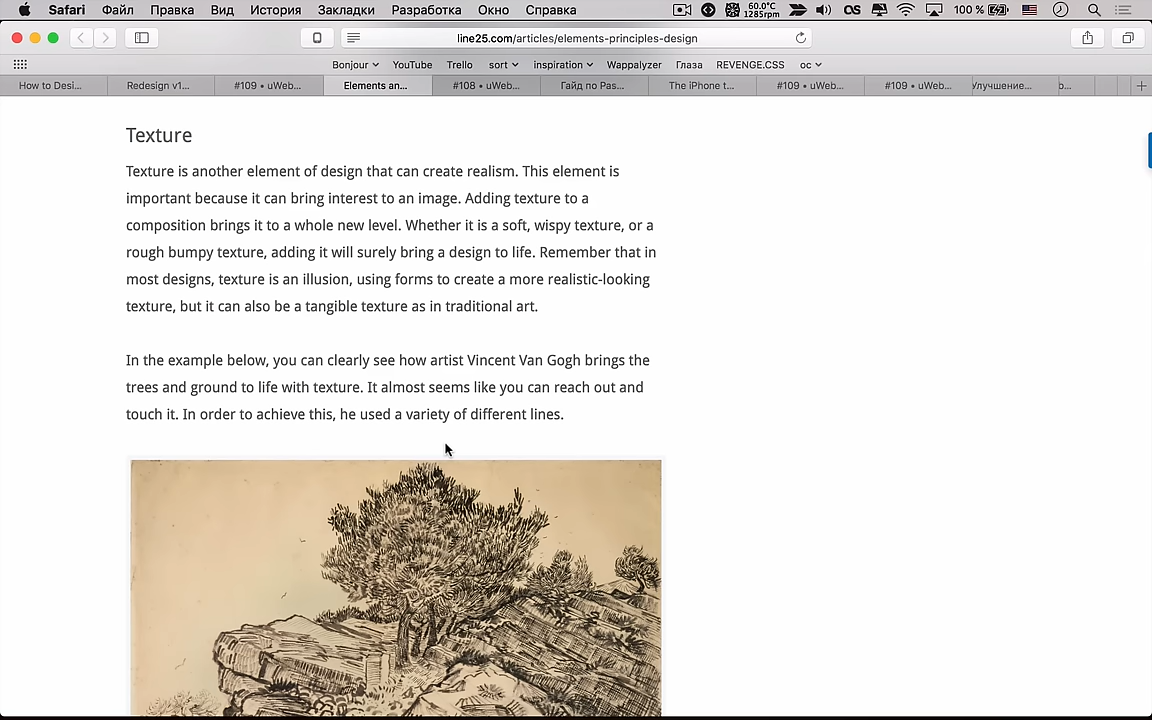 Safari Файл Правка Вид История Закладки Разработка Окно Справка 60.0°C 1285rpm 100 %
line25.com/articles/elements-principles-design
Bonjour YouTube Trello sort inspiration Wappalyzer Глаза REVENGE.CSS ос
How to Desi... Redesign v1... #109 • uWeb... Elements an... #108 • uWeb... Гайд по Pas... The iPhone t... #109 • uWeb... #109 • uWeb... Улучшение... b...
Texture
Texture is another element of design that can create realism. This element is
important because it can bring interest to an image. Adding texture to a
composition brings it to a whole new level. Whether it is a soft, wispy texture, or a
rough bumpy texture, adding it will surely bring a design to life. Remember that in
most designs, texture is an illusion, using forms to create a more realistic-looking
texture, but it can also be a tangible texture as in traditional art.
In the example below, you can clearly see how artist Vincent Van Gogh brings the
trees and ground to life with texture. It almost seems like you can reach out and
touch it. In order to achieve this, he used a variety of different lines.